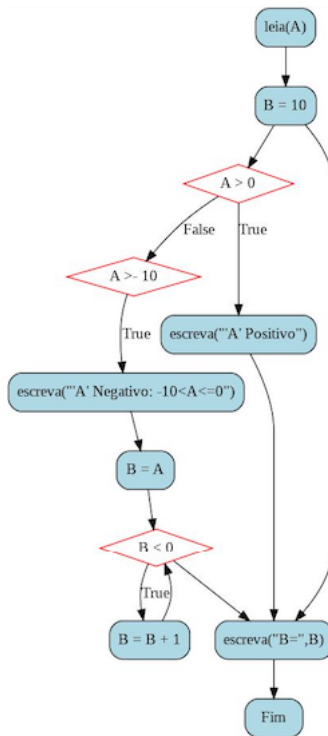 leia(A)
B = 10
A > 0
False
True
A >- 10
escreva("'A' Positivo")
True
escreva("'A' Negativo: -10<A<=0")
B = A
B < 0
True
B = B + 1
escreva("B=",B)
Fim